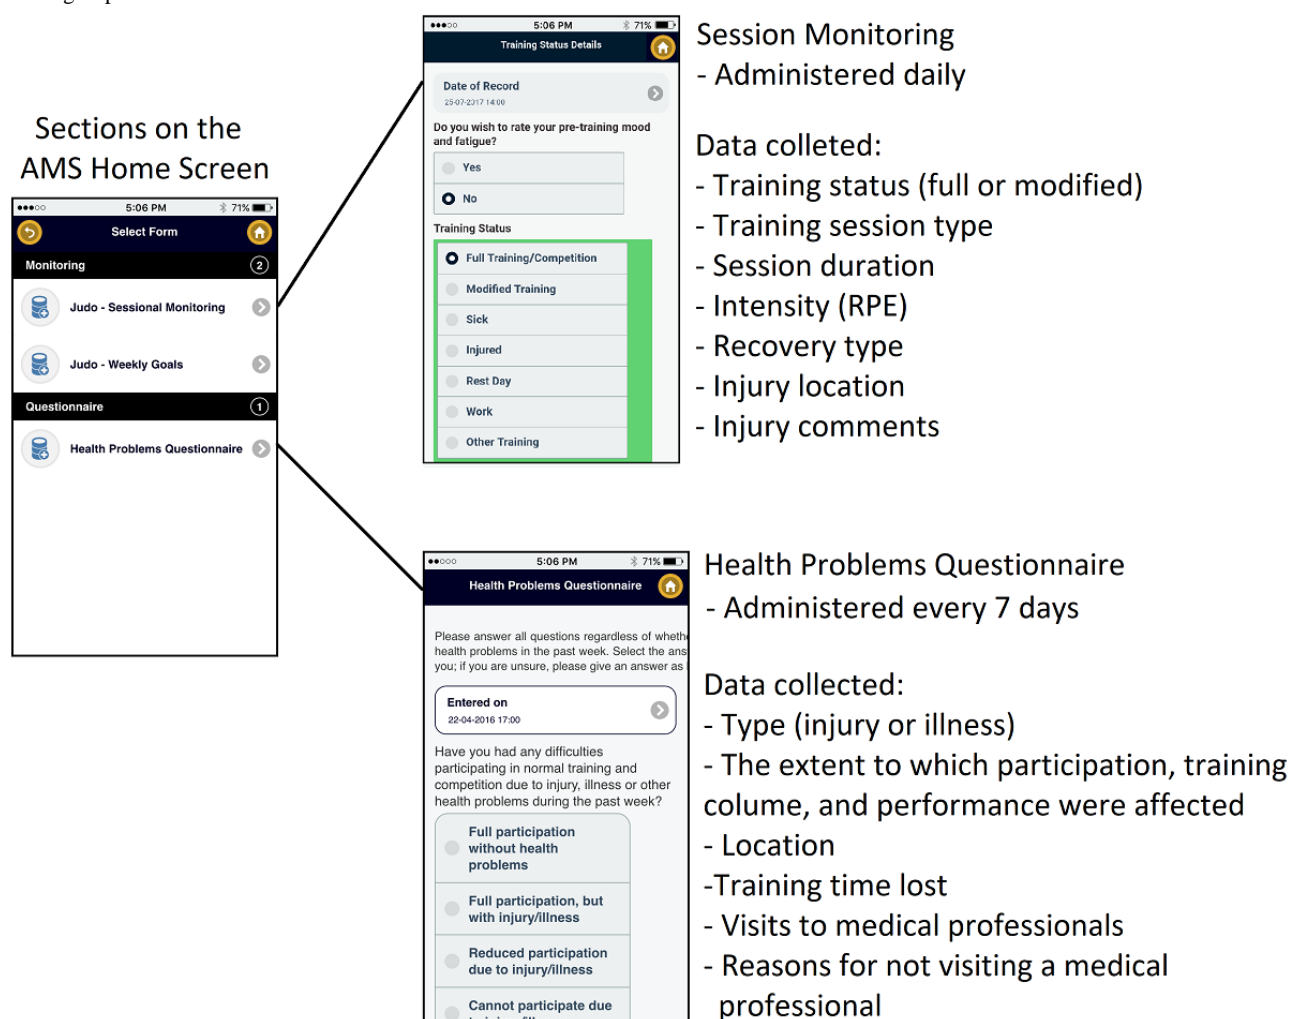 Sections on the
AMS Home Screen
5:06 PM
71%
Select Form
Monitoring
2
Judo - Sessional Monitoring
Judo - Weekly Goals
Questionnaire
1
Health Problems Questionnaire
5:06 PM
71%
Training Status Details
Date of Record
25-07-2017 14:00
Do you wish to rate your pre-training mood
and fatigue?
Yes
No
Training Status
Full Training/Competition
Modified Training
Sick
Injured
Rest Day
Work
Other Training
Session Monitoring
- Administered daily
Data colleted:
- Training status (full or modified)
- Training session type
- Session duration
- Intensity (RPE)
- Recovery type
- Injury location
- Injury comments
5:06 PM
71%
Health Problems Questionnaire
Please answer all questions regardless of
health problems in the past week. Select the
you; if you are unsure, please give an answer as
Entered on
22-04-2016 17:00
Have you had any difficulties
participating in normal training and
competition due to injury, illness or other
health problems during the past week?
Full participation
without health
problems
Full participation, but
with injury/illness
Reduced participation
due to injury/illness
Cannot participate due
Health Problems Questionnaire
- Administered every 7 days
Data collected:
- Type (injury or illness)
- The extent to which participation, training
colume, and performance were affected
- Location
-Training time lost
- Visits to medical professionals
- Reasons for not visiting a medical
professional